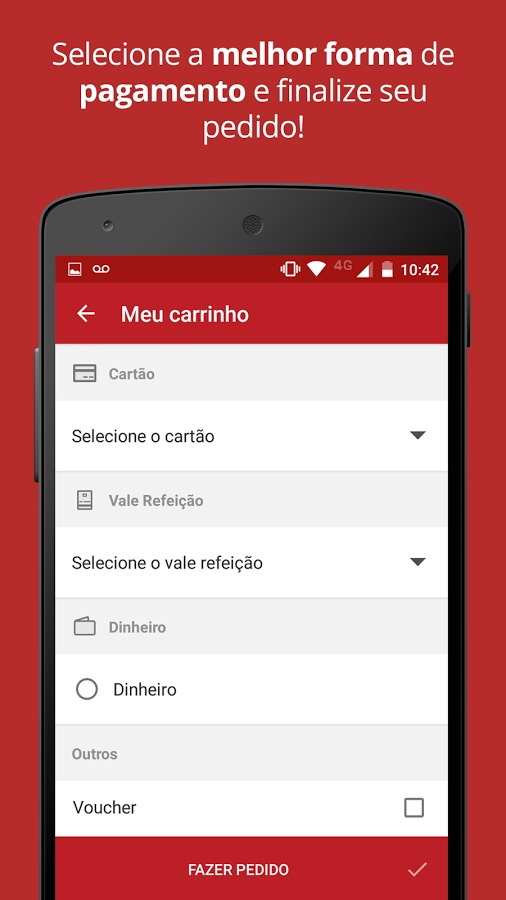 Selecione a melhor forma de
pagamento e finalize seu
pedido!
4G 10:42
Meu carrinho
Cartão
Selecione o cartão
Vale Refeição
Selecione o vale refeição
Dinheiro
Dinheiro
Outros
Voucher
FAZER PEDIDO